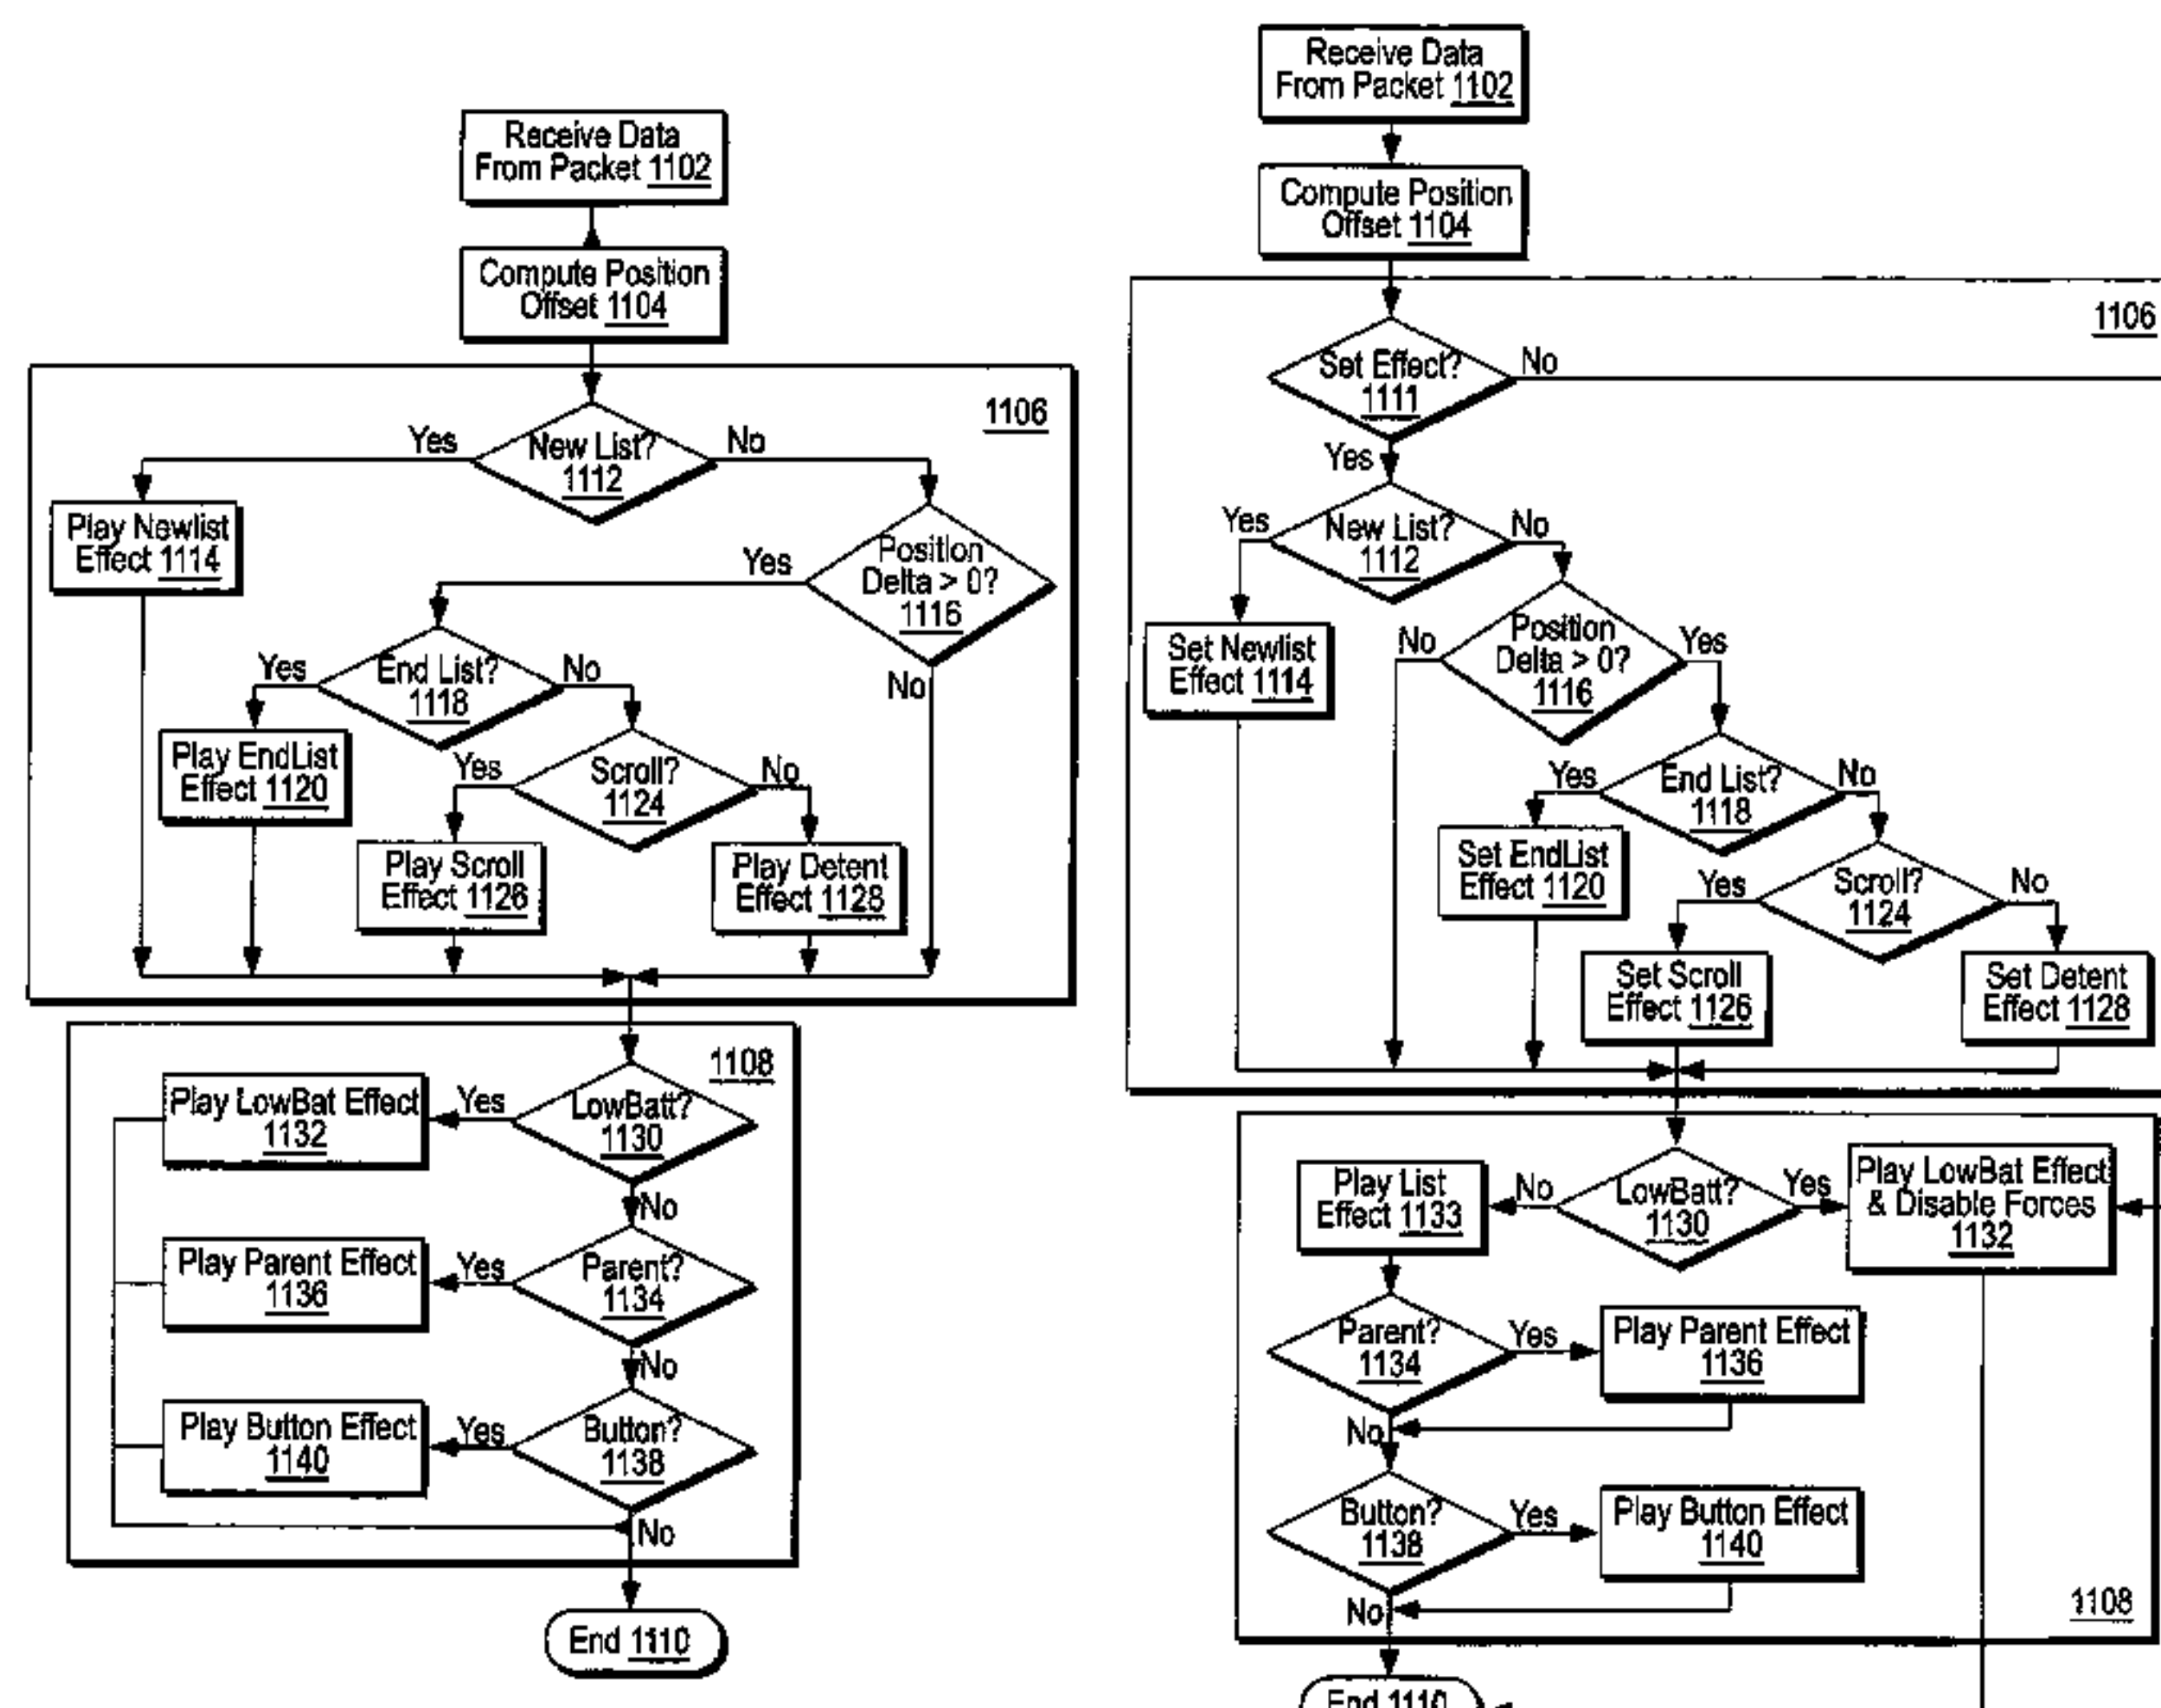 Receive Data
From Packet 1102
Compute Position
Offset 1104
1106
New List?
1112
Yes
No
Play Newlist
Effect 1114
Position
Delta > 0?
1116
Yes
No
End List?
1118
Yes
No
Play EndList
Effect 1120
Scroll?
1124
Yes
No
Play Scroll
Effect 1126
Play Detent
Effect 1128
1108
LowBatt?
1130
Yes
No
Play LowBat Effect
1132
Parent?
1134
Yes
No
Play Parent Effect
1136
Button?
1138
Yes
No
Play Button Effect
1140
End 1110
Receive Data
From Packet 1102
Compute Position
Offset 1104
1106
Set Effect?
1111
No
Yes
New List?
1112
Yes
No
Set Newlist
Effect 1114
Position
Delta > 0?
1116
No
Yes
End List?
1118
Yes
No
Set EndList
Effect 1120
Scroll?
1124
Yes
No
Set Scroll
Effect 1126
Set Detent
Effect 1128
LowBatt?
1130
No
Yes
Play List
Effect 1133
Play LowBat Effect
& Disable Forces
1132
Parent?
1134
Yes
No
Play Parent Effect
1136
Button?
1138
Yes
No
Play Button Effect
1140
1108
End 1110